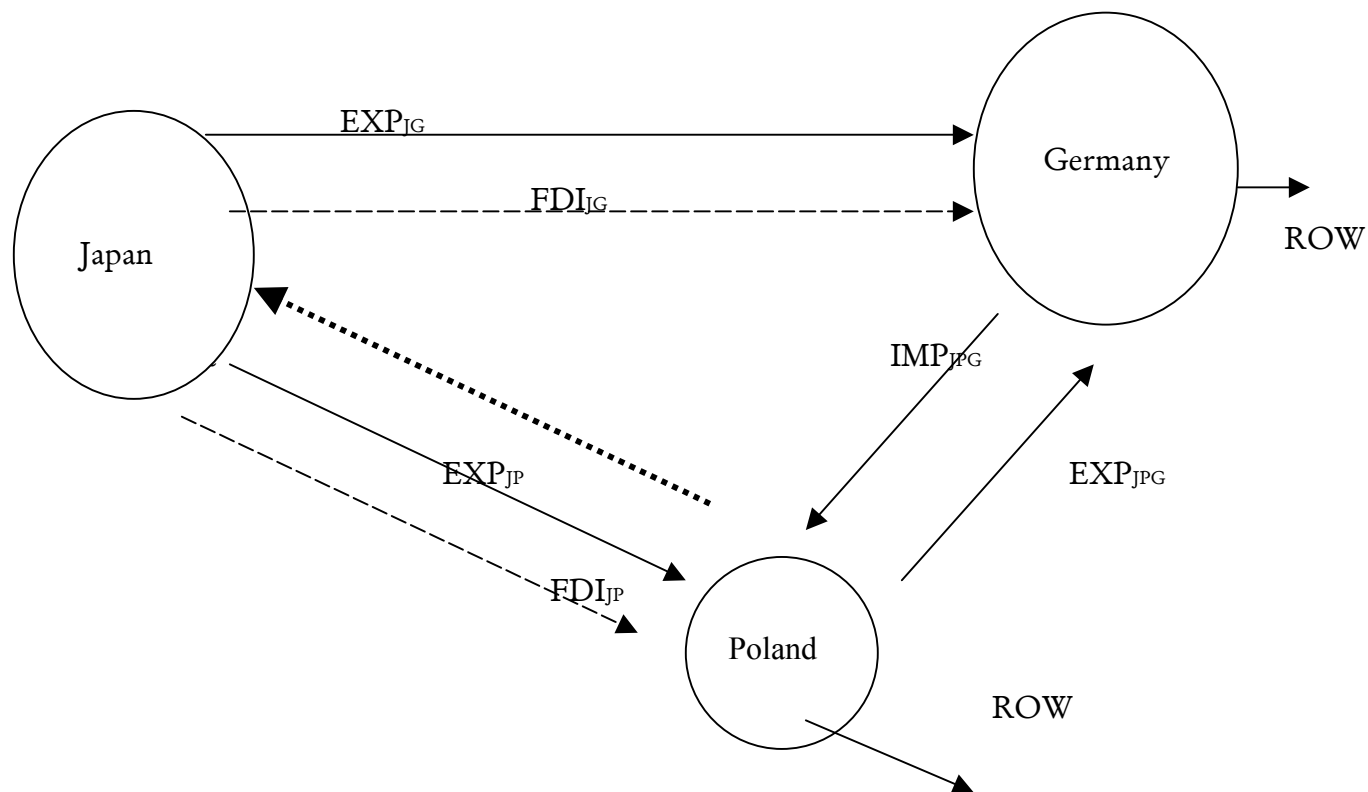 EXPJG
Germany
FDIJG
ROW
Japan
IMPJPG
EXPJP
EXPJPG
FDIJP
Poland
ROW